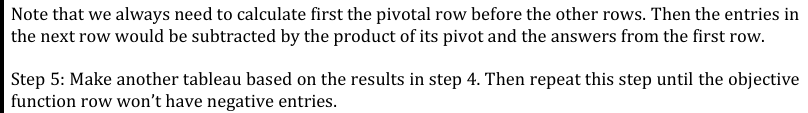 Note that we always need to calculate first the pivotal row before the other rows. Then the entries in
the next row would be subtracted by the product of its pivot and the answers from the first row.
Step 5: Make another tableau based on the results in step 4. Then repeat this step until the objective
function row won't have negative entries.